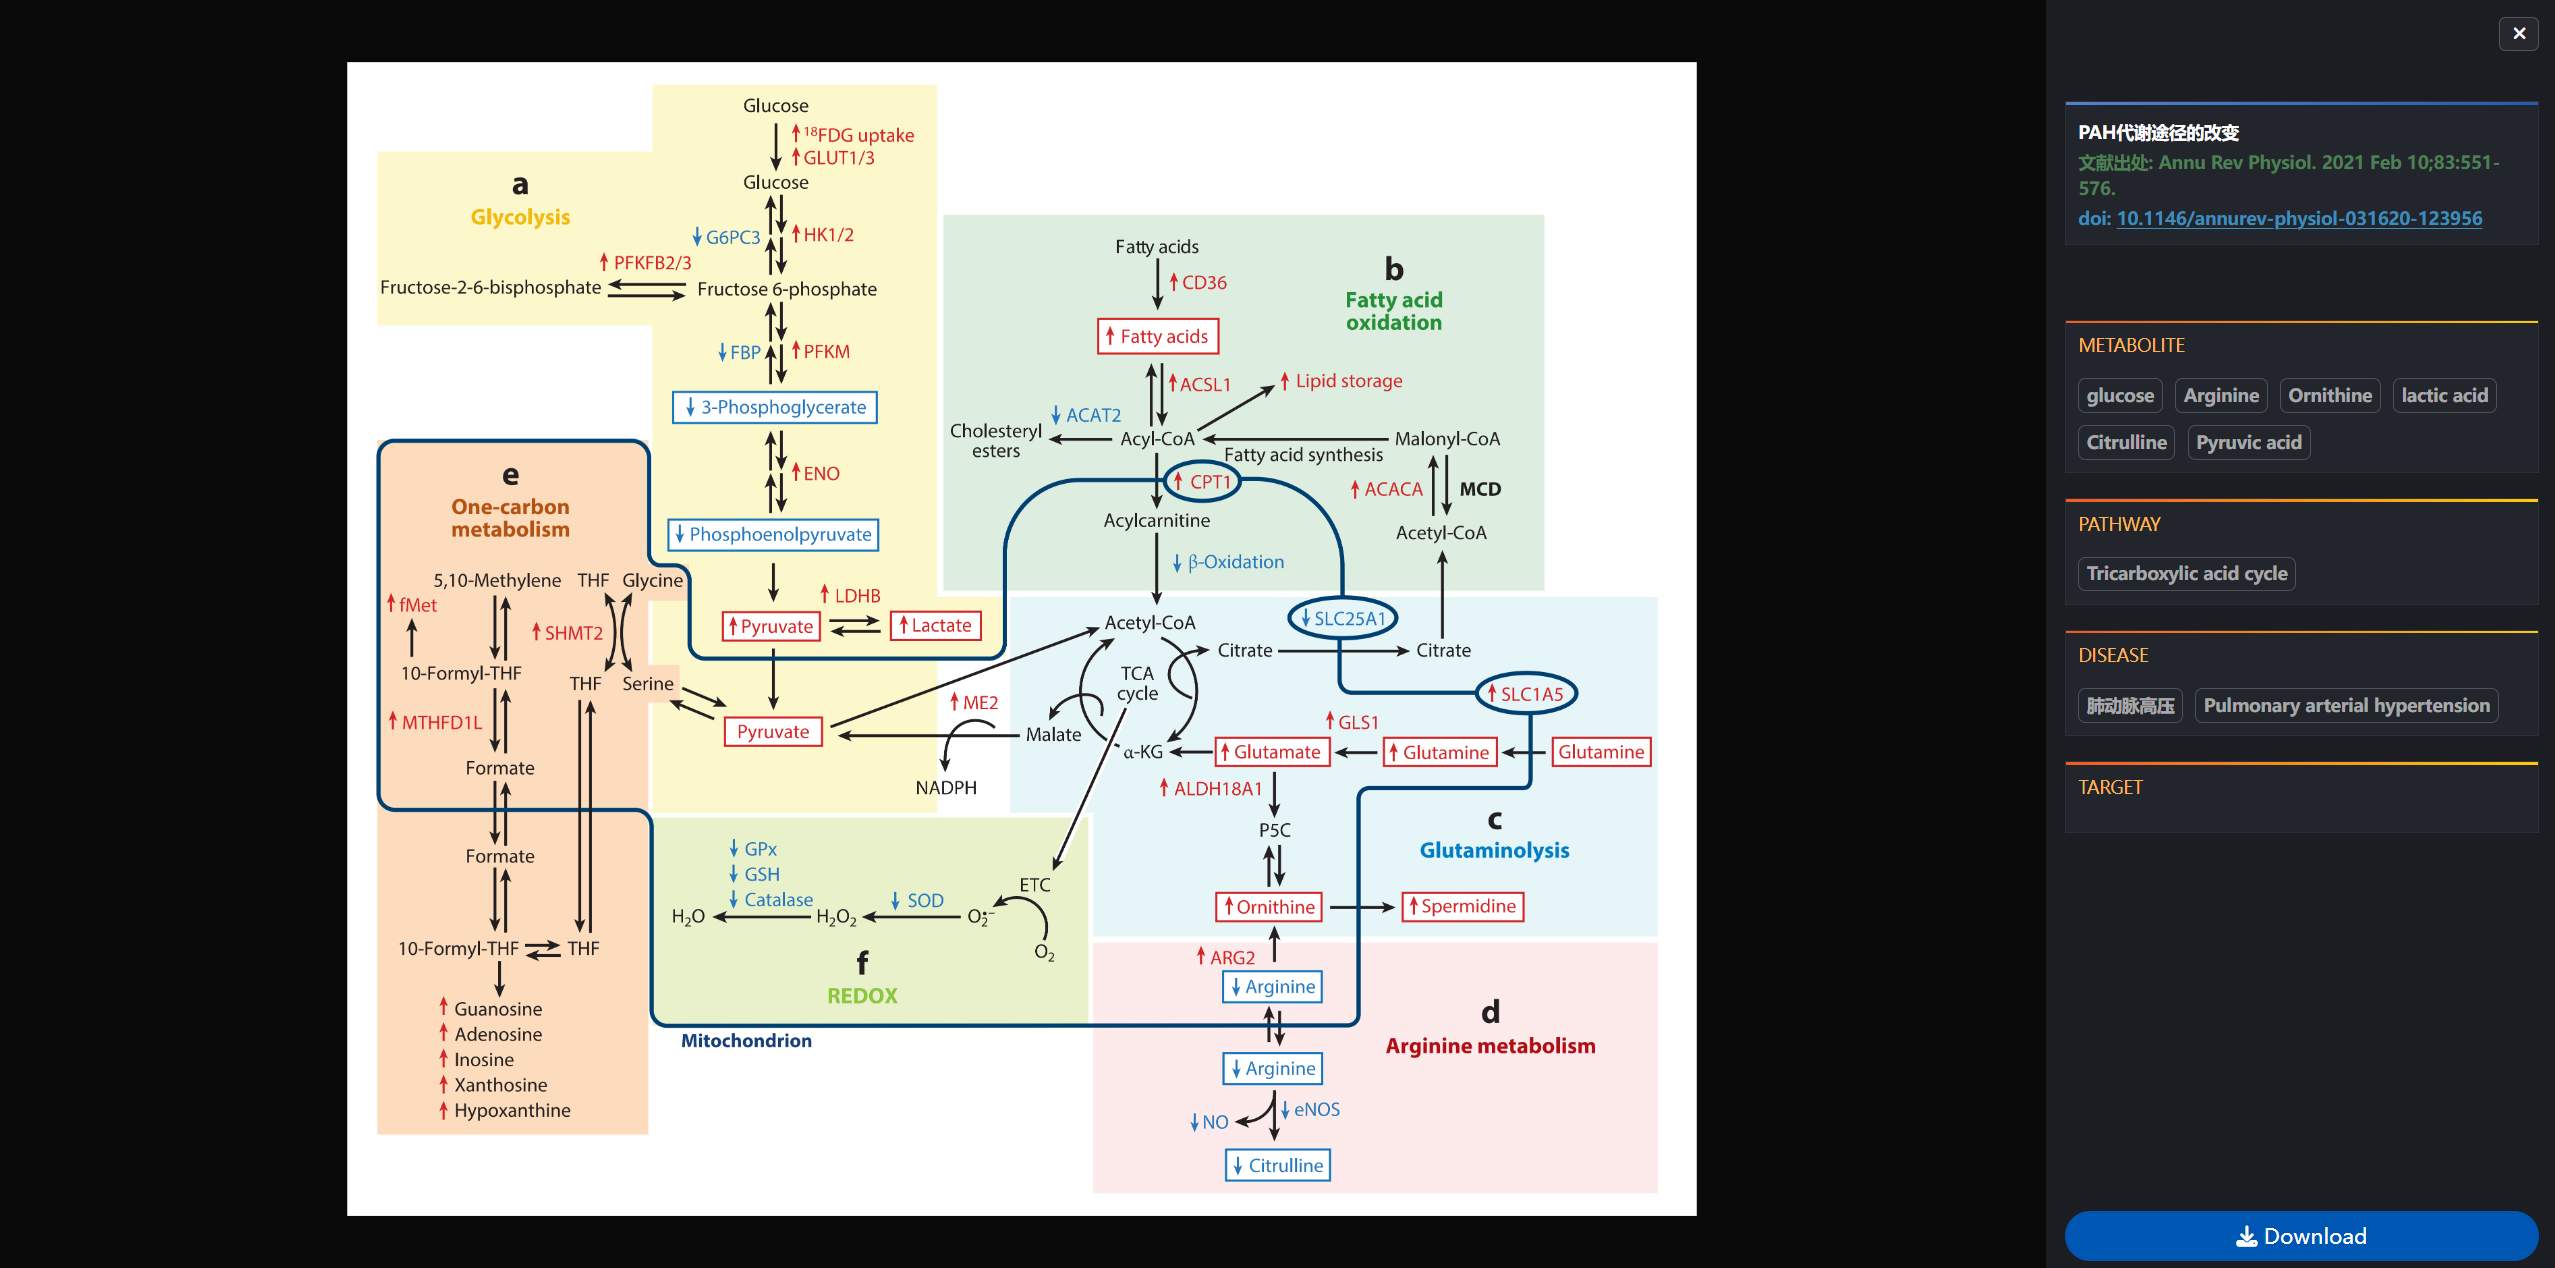 Glucose
↑ ¹⁸FDG uptake
↑ GLUT1/3
Glucose
a
Glycolysis
↓ G6PC3
↑ HK1/2
↑ PFKFB2/3
Fructose-2-6-bisphosphate
Fructose 6-phosphate
↓ FBP
↑ PFKM
↓ 3-Phosphoglycerate
↑ ENO
↓ Phosphoenolpyruvate
↑ LDHB
↑ Pyruvate
↑ Lactate
Pyruvate
b
Fatty acid
oxidation
Fatty acids
↑ CD36
↑ Fatty acids
↑ ACSL1
↑ Lipid storage
↓ ACAT2
Cholesteryl
esters
Acyl-CoA
Malonyl-CoA
Fatty acid synthesis
↑ CPT1
↑ ACACA
MCD
Acylcarnitine
Acetyl-CoA
↓ β-Oxidation
Acetyl-CoA
↓ SLC25A1
Citrate
Citrate
TCA
cycle
↑ SLC1A5
↑ ME2
Malate
NADPH
α-KG
↑ GLS1
↑ Glutamate
↑ Glutamine
Glutamine
↑ ALDH18A1
P5C
c
Glutaminolysis
↑ Ornithine
↑ Spermidine
↑ ARG2
↓ Arginine
d
Arginine metabolism
↓ Arginine
↓ NO
↓ eNOS
↓ Citrulline
e
One-carbon
metabolism
5,10-Methylene
THF
Glycine
↑ fMet
↑ SHMT2
10-Formyl-THF
THF
Serine
↑ MTHFD1L
Formate
Formate
10-Formyl-THF
THF
↑ Guanosine
↑ Adenosine
↑ Inosine
↑ Xanthosine
↑ Hypoxanthine
↓ GPx
↓ GSH
↓ Catalase
↓ SOD
ETC
H₂O
H₂O₂
O₂•−
O₂
f
REDOX
Mitochondrion
PAH代谢途径的改变
文献出处: Annu Rev Physiol. 2021 Feb 10;83:551-
576.
doi: 10.1146/annurev-physiol-031620-123956
METABOLITE
glucose
Arginine
Ornithine
lactic acid
Citrulline
Pyruvic acid
PATHWAY
Tricarboxylic acid cycle
DISEASE
肺动脉高压
Pulmonary arterial hypertension
TARGET
Download